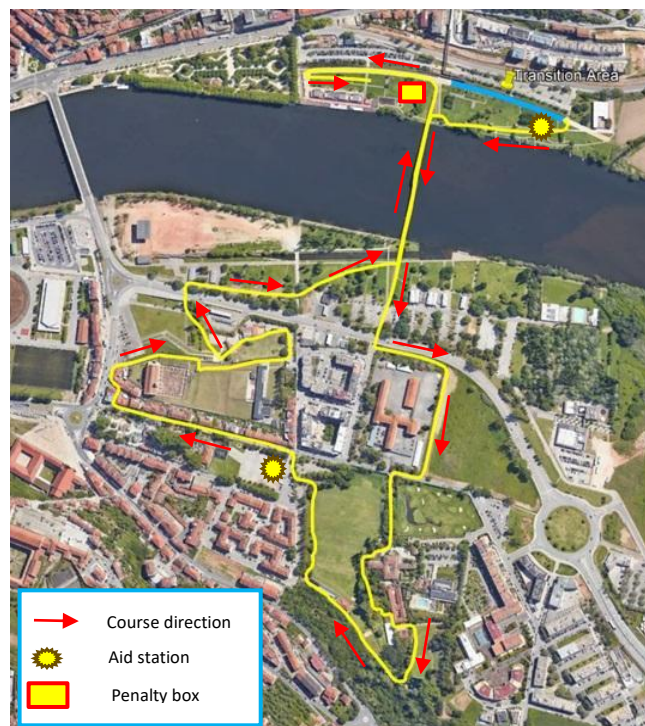 Transition Area
Course direction
Aid station
Penalty box